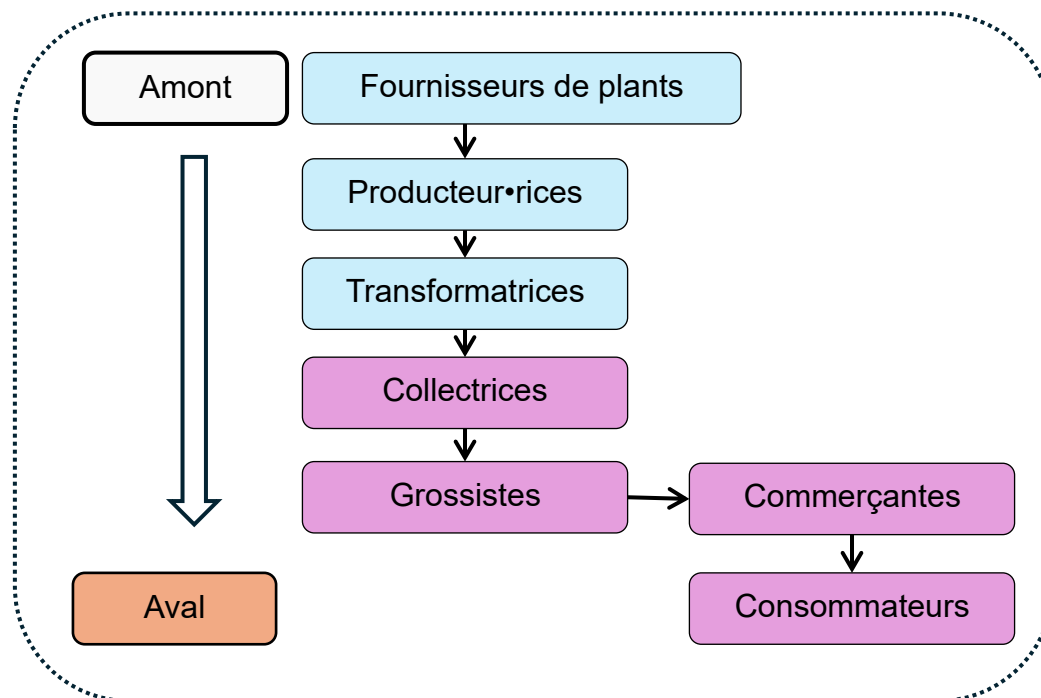 Amont
Fournisseurs de plants
Producteur•rices
Transformatrices
Collectrices
Grossistes
Commerçantes
Aval
Consommateurs